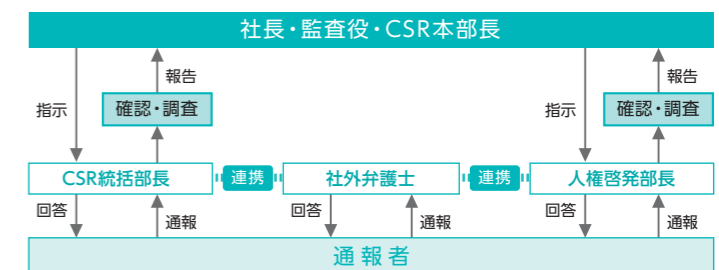 社長・監査役・CSR本部長
報告
報告
指示
確認・調査
指示
確認・調査
CSR統括部長
連携
社外弁護士
連携
人権啓発部長
回答
通報
回答
通報
回答
通報
通報者